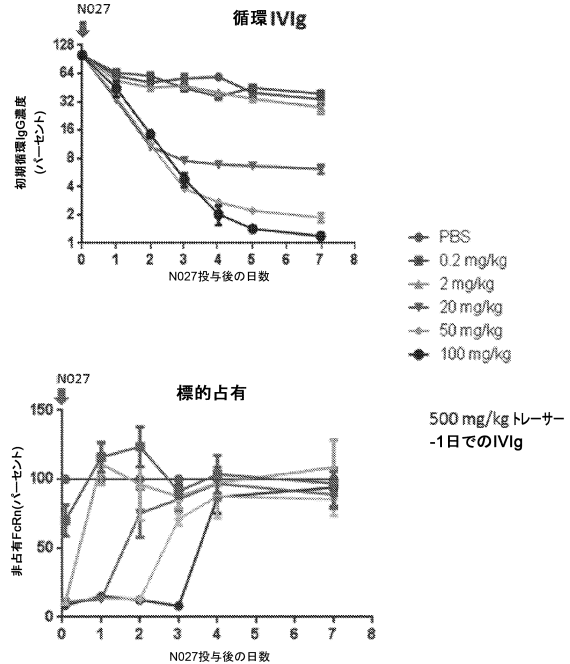 N027
循環IVIg
128
64
32
16
8
4
2
1
初期循環IgG濃度
(パーセント)
0 1 2 3 4 5 6 7 8
N027投与後の日数
PBS
0.2 mg/kg
2 mg/kg
20 mg/kg
50 mg/kg
100 mg/kg
500 mg/kg トレーサー
-1日でのIVIg
N027
標的占有
150
100
50
0
非占有FcRn(パーセント)
0 1 2 3 4 5 6 7 8
N027投与後の日数